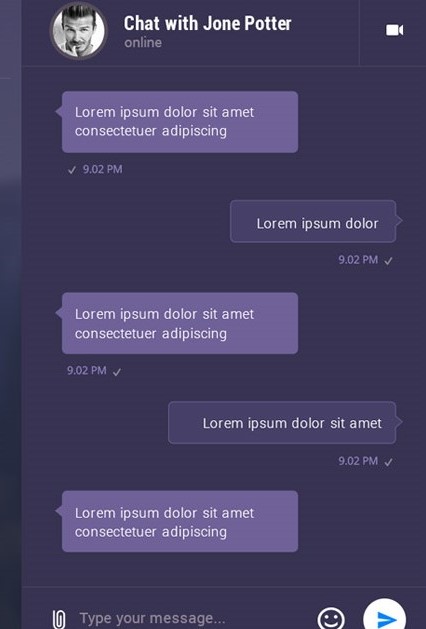 Chat with Jone Potter
online
Lorem ipsum dolor sit amet
consectetuer adipiscing
9.02 PM
Lorem ipsum dolor
9.02 PM
Lorem ipsum dolor sit amet
consectetuer adipiscing
9.02 PM
Lorem ipsum dolor sit amet
9.02 PM
Lorem ipsum dolor sit amet
consectetuer adipiscing
Type your message...